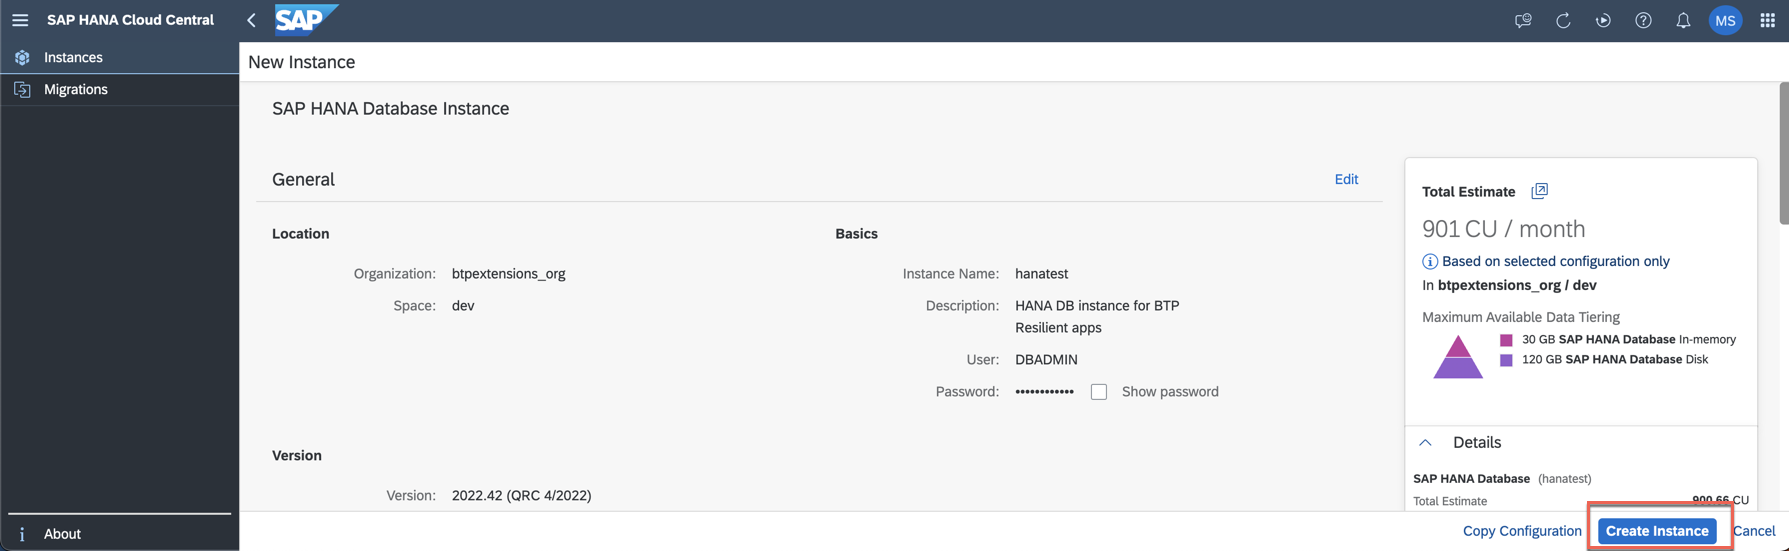 SAP HANA Cloud Central
SAP
MS
Instances
Migrations
About
New Instance
SAP HANA Database Instance
General
Edit
Location
Organization: btpextensions_org
Space: dev
Basics
Instance Name: hanatest
Description: HANA DB instance for BTP
Resilient apps
User: DBADMIN
Password: ••••••••••••
Show password
Version
Version: 2022.42 (QRC 4/2022)
Total Estimate
901 CU / month
Based on selected configuration only
In btpextensions_org / dev
Maximum Available Data Tiering
30 GB SAP HANA Database In-memory
120 GB SAP HANA Database Disk
Details
SAP HANA Database (hanatest)
Total Estimate 900.66 CU
Copy Configuration
Create Instance
Cancel